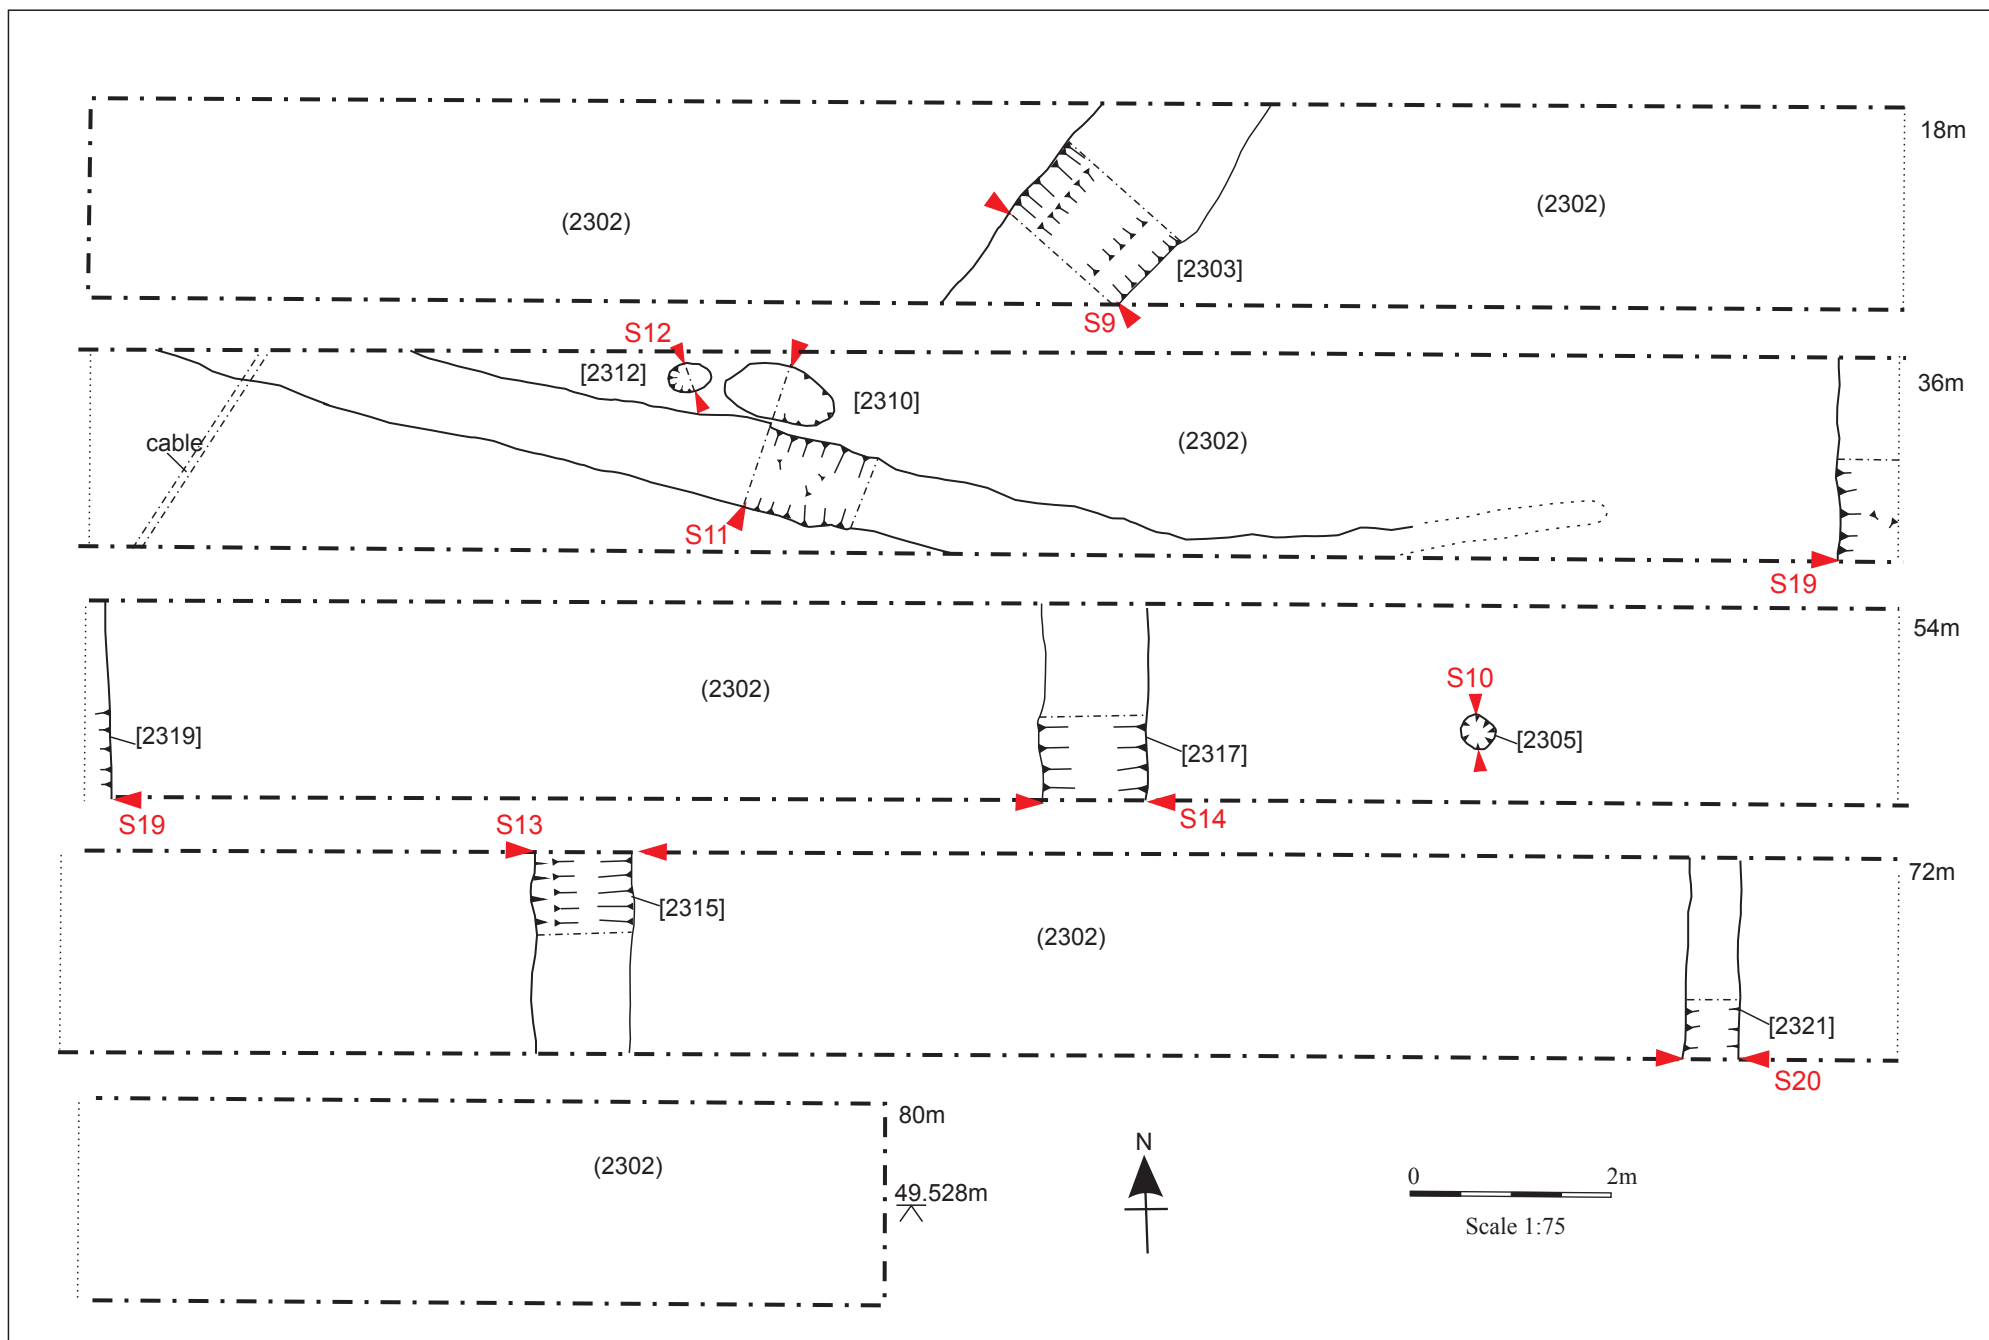 18m
(2302)
(2302)
[2303]
S9
S12
[2312]
[2310]
36m
cable
(2302)
S11
S19
54m
(2302)
S10
[2319]
[2317]
[2305]
S19
S13
S14
72m
[2315]
(2302)
[2321]
S20
80m
(2302)
49.528m
N
0 2m
Scale 1:75